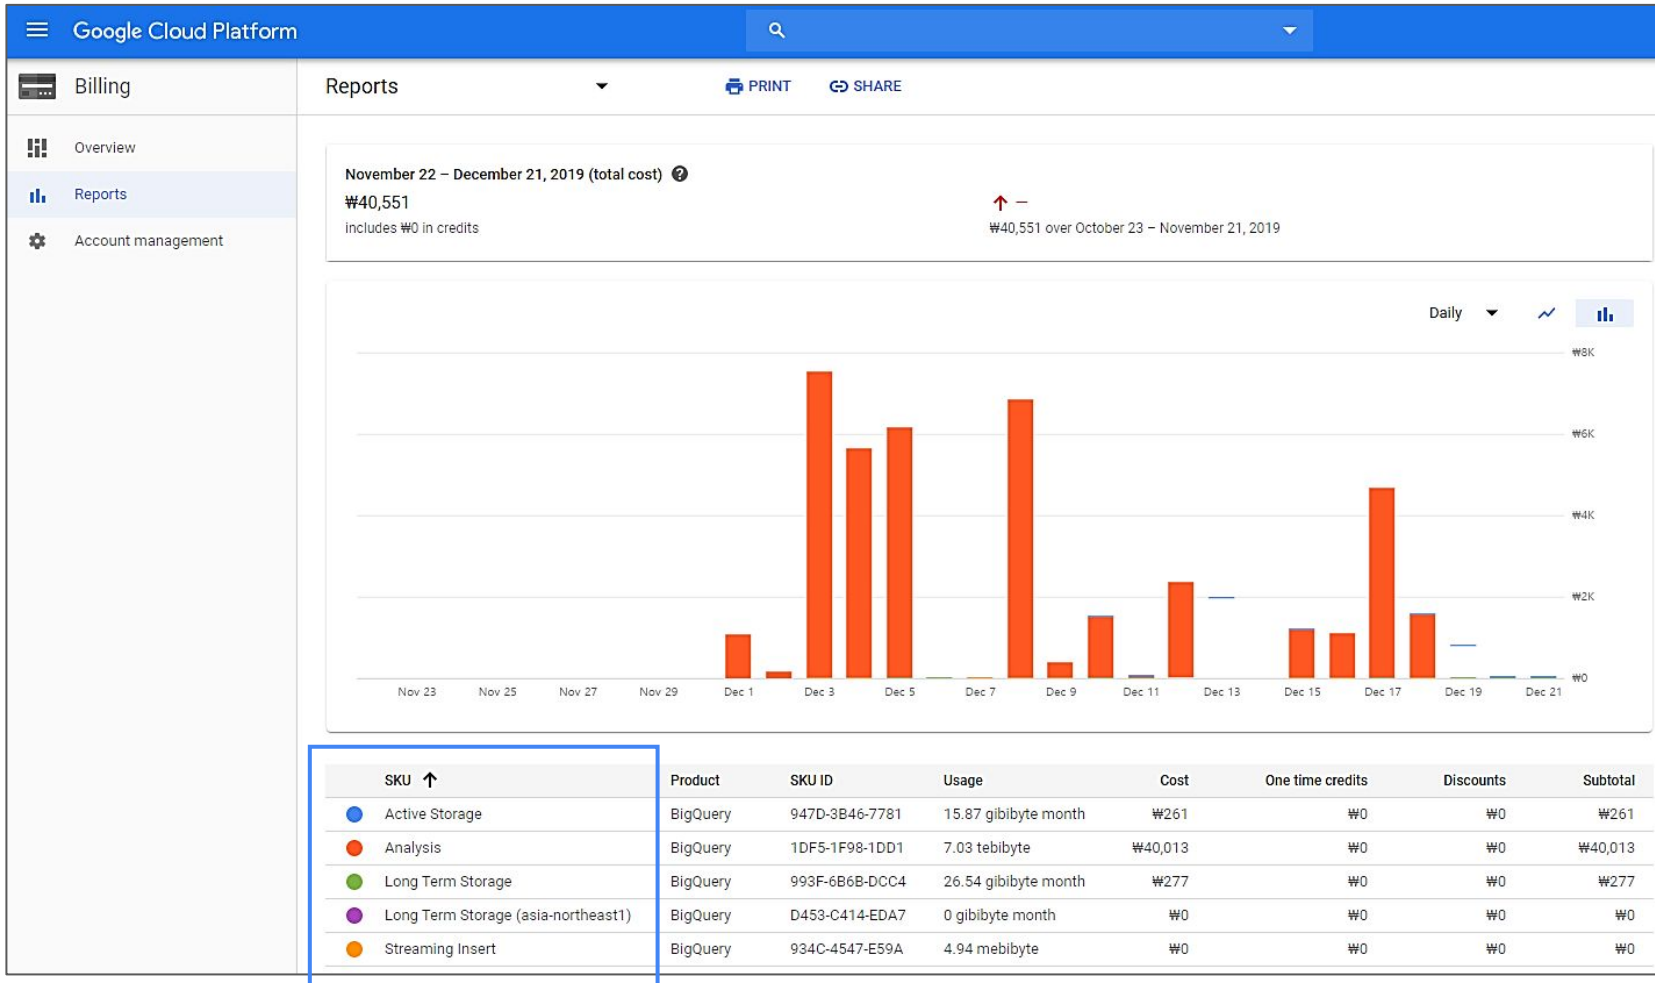 Google Cloud Platform
Billing
Reports
PRINT
SHARE
Overview
Reports
Account management
November 22 – December 21, 2019 (total cost) ?
₩40,551
includes ₩0 in credits
₩40,551 over October 23 – November 21, 2019
Daily
₩8K
₩6K
₩4K
₩2K
₩0
Nov 23 Nov 25 Nov 27 Nov 29 Dec 1 Dec 3 Dec 5 Dec 7 Dec 9 Dec 11 Dec 13 Dec 15 Dec 17 Dec 19 Dec 21
SKU Product SKU ID Usage Cost One time credits Discounts Subtotal
Active Storage BigQuery 947D-3B46-7781 15.87 gibibyte month ₩261 ₩0 ₩0 ₩261
Analysis BigQuery 1DF5-1F98-1DD1 7.03 tebibyte ₩40,013 ₩0 ₩0 ₩40,013
Long Term Storage BigQuery 993F-6B6B-DCC4 26.54 gibibyte month ₩277 ₩0 ₩0 ₩277
Long Term Storage (asia-northeast1) BigQuery D453-C414-EDA7 0 gibibyte month ₩0 ₩0 ₩0 ₩0
Streaming Insert BigQuery 934C-4547-E59A 4.94 mebibyte ₩0 ₩0 ₩0 ₩0